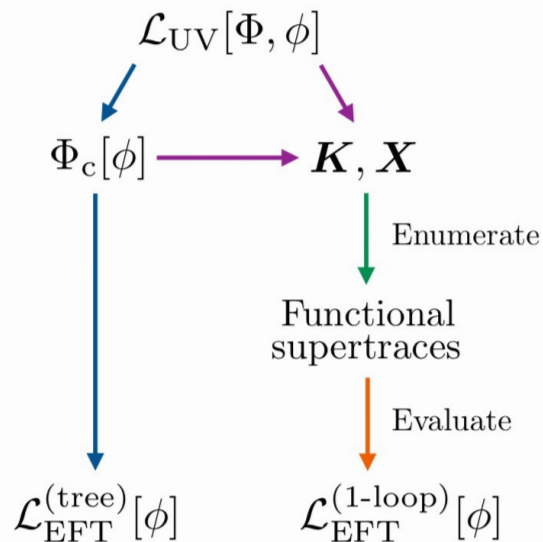 ℒ_UV[Φ, ϕ]
Φ_c[ϕ]
K, X
Enumerate
Functional
supertraces
Evaluate
ℒ_EFT^(tree)[ϕ]
ℒ_EFT^(1-loop)[ϕ]